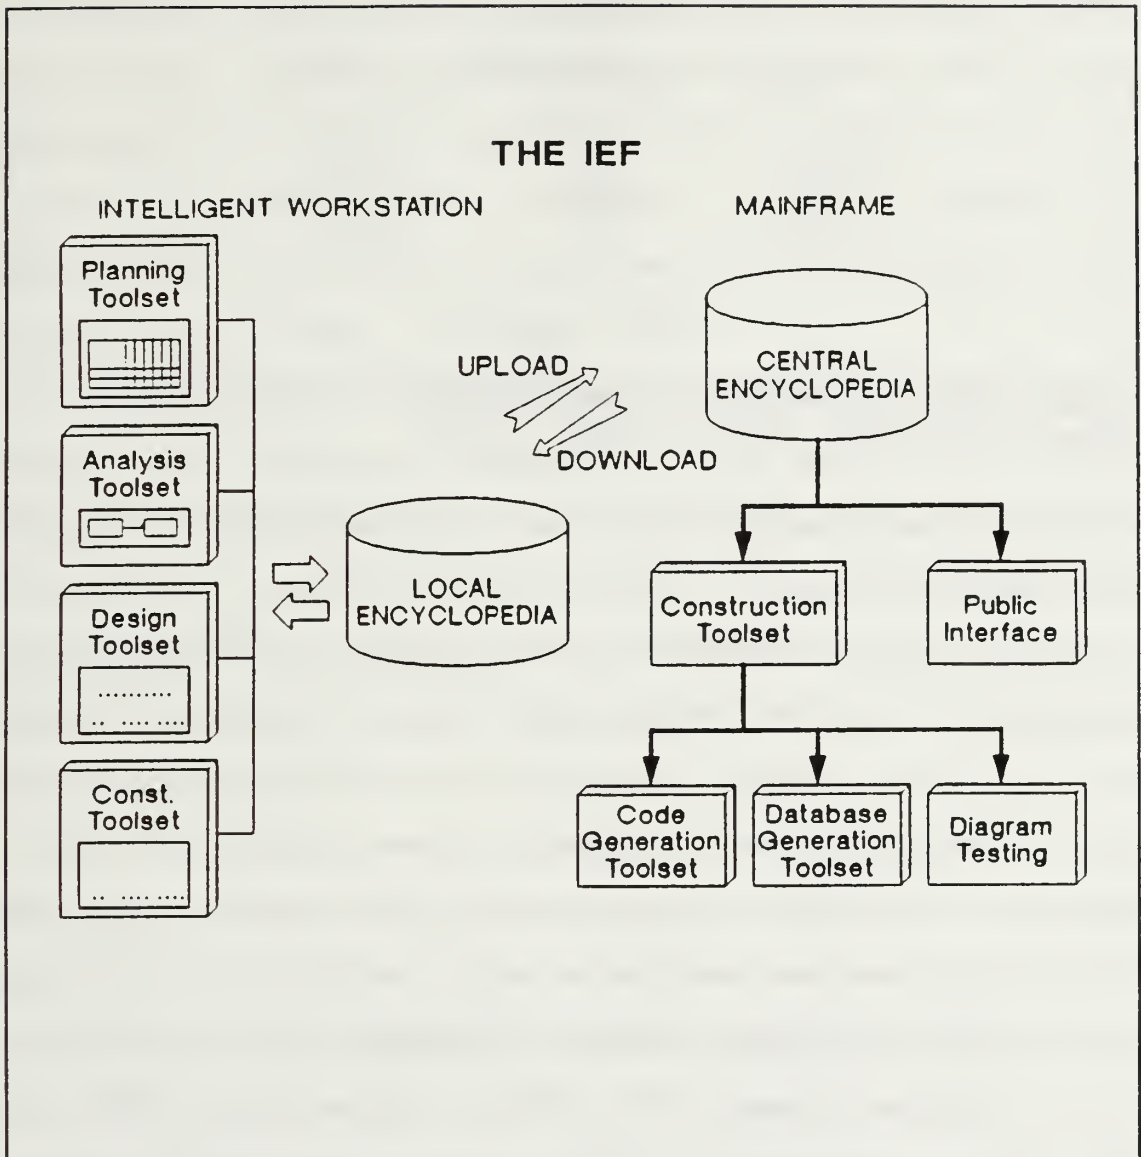 THE IEF
INTELLIGENT WORKSTATION
MAINFRAME
Planning
Toolset
Analysis
Toolset
Design
Toolset
Const.
Toolset
UPLOAD
DOWNLOAD
LOCAL
ENCYCLOPEDIA
CENTRAL
ENCYCLOPEDIA
Construction
Toolset
Public
Interface
Code
Generation
Toolset
Database
Generation
Toolset
Diagram
Testing